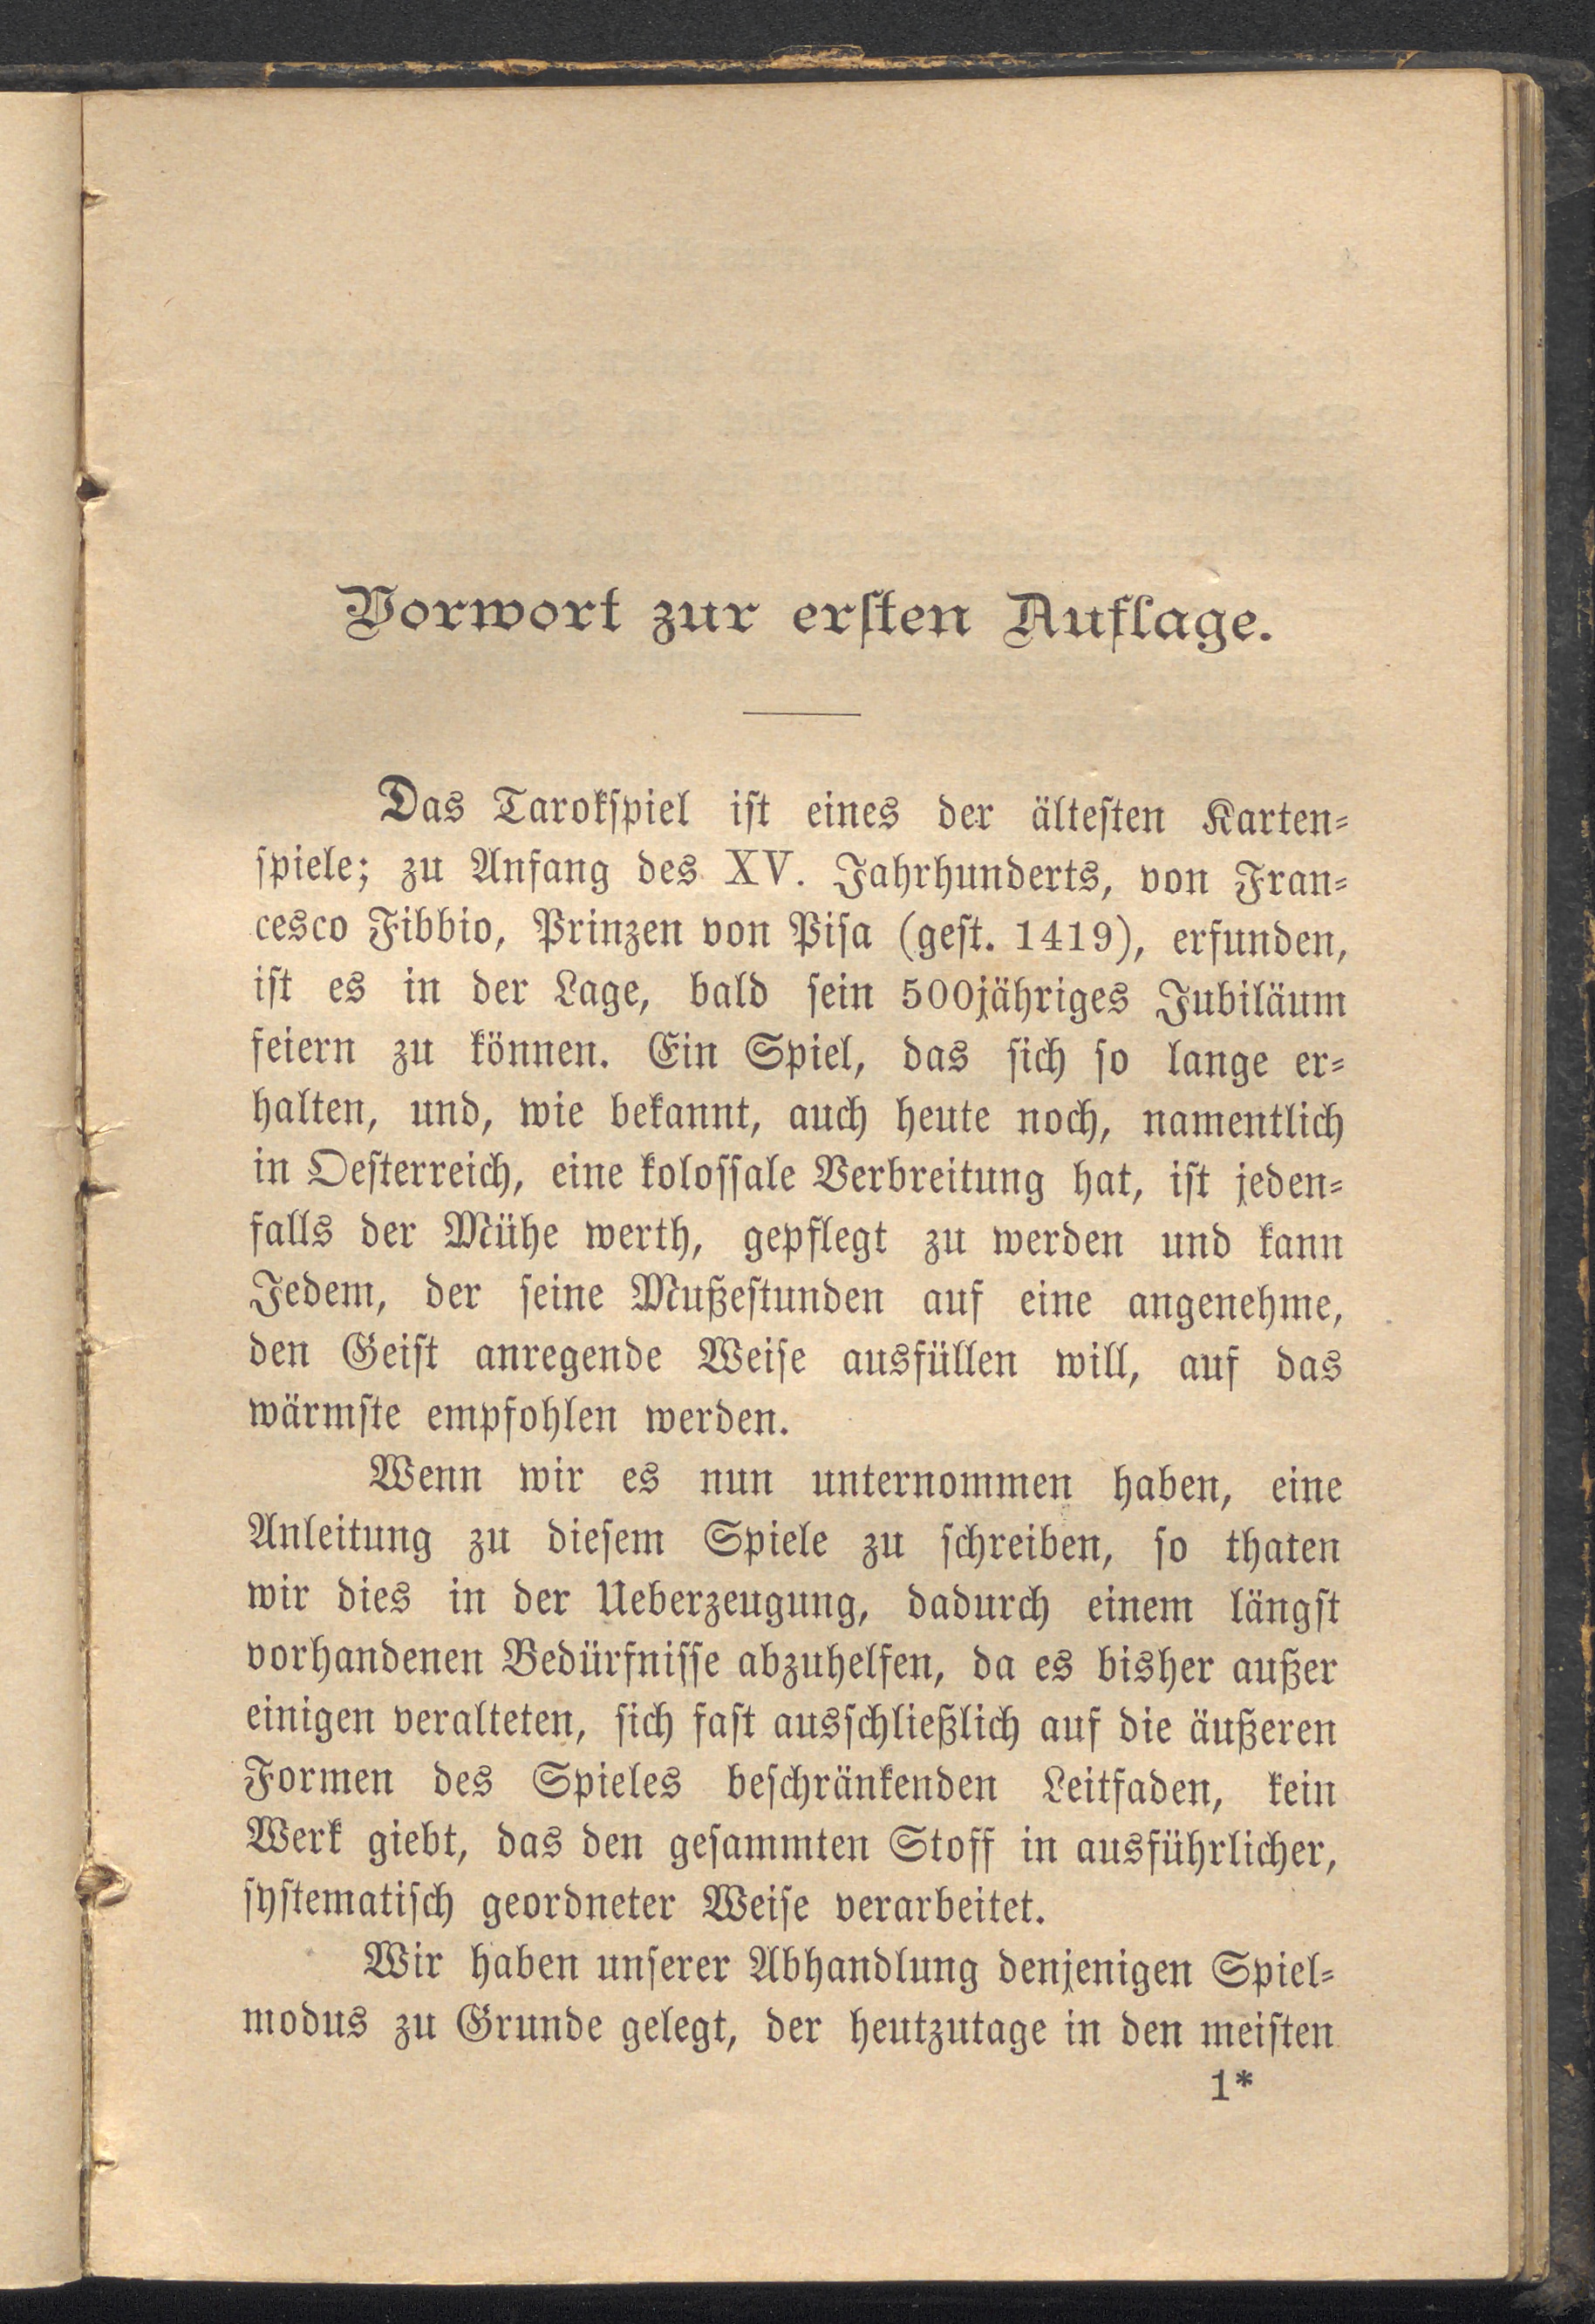 Vorwort zur erſten Auflage.
Das Tarokſpiel iſt eines der älteſten Karten⸗
ſpiele; zu Anfang des XV. Jahrhunderts, von Fran⸗
cesco Fibbio, Prinzen von Piſa (geſt. 1419), erfunden,
iſt es in der Lage, bald ſein 500jähriges Jubiläum
feiern zu können. Ein Spiel, das ſich ſo lange er⸗
halten, und, wie bekannt, auch heute noch, namentlich
in Oeſterreich, eine koloſſale Verbreitung hat, iſt jeden⸗
falls der Mühe werth, gepflegt zu werden und kann
Jedem, der ſeine Mußeſtunden auf eine angenehme,
den Geiſt anregende Weiſe ausfüllen will, auf das
wärmſte empfohlen werden.
Wenn wir es nun unternommen haben, eine
Anleitung zu dieſem Spiele zu ſchreiben, ſo thaten
wir dies in der Ueberzeugung, dadurch einem längſt
vorhandenen Bedürfniſſe abzuhelfen, da es bisher außer
einigen veralteten, ſich faſt ausſchließlich auf die äußeren
Formen des Spieles beſchränkenden Leitfaden, kein
Werk giebt, das den geſammten Stoff in ausführlicher,
ſyſtematiſch geordneter Weiſe verarbeitet.
Wir haben unſerer Abhandlung denjenigen Spiel⸗
modus zu Grunde gelegt, der heutzutage in den meiſten
1*